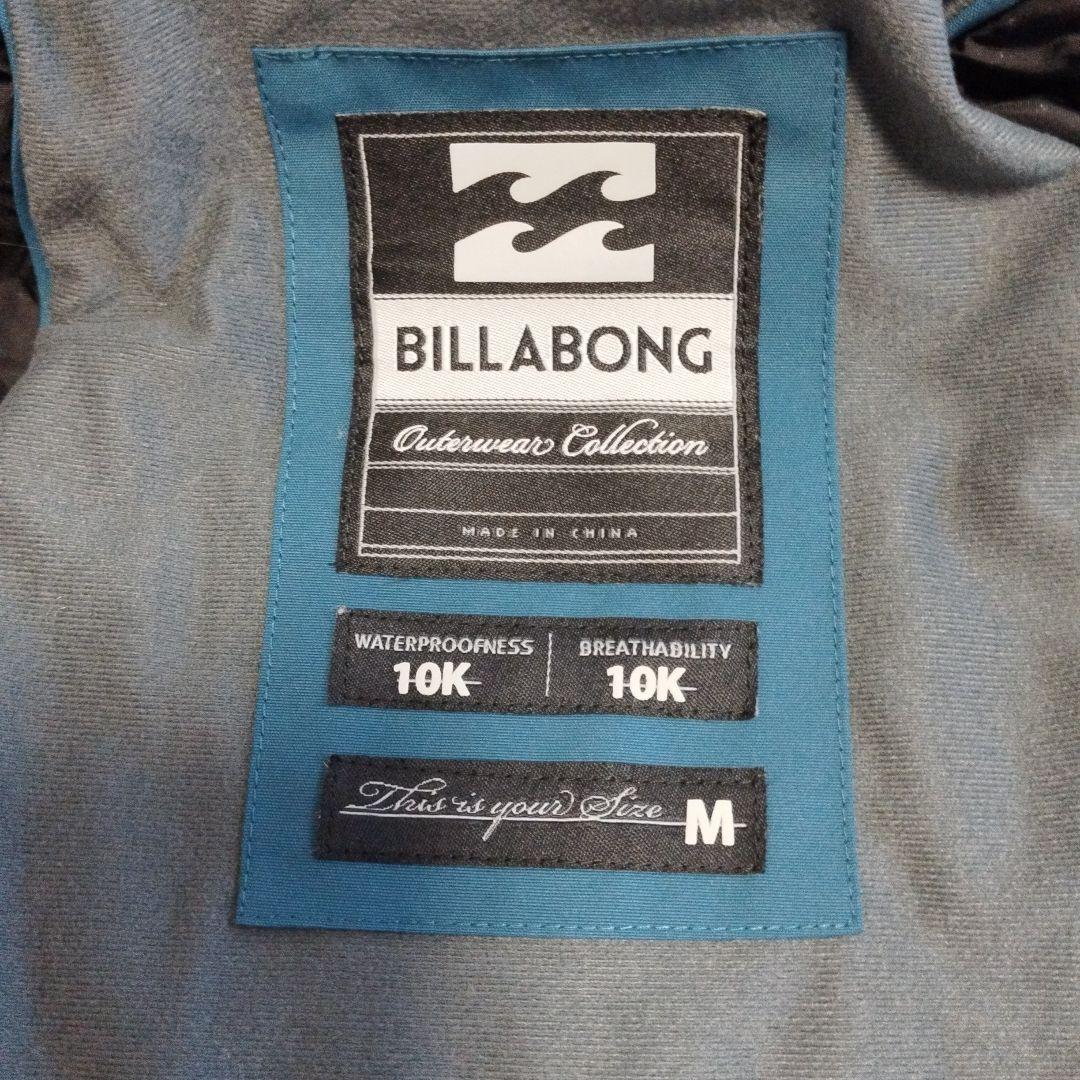 BILLABONG
Outerwear Collection
MADE IN CHINA
WATERPROOFNESS BREATHABILITY
10K 10K
This is your Size M